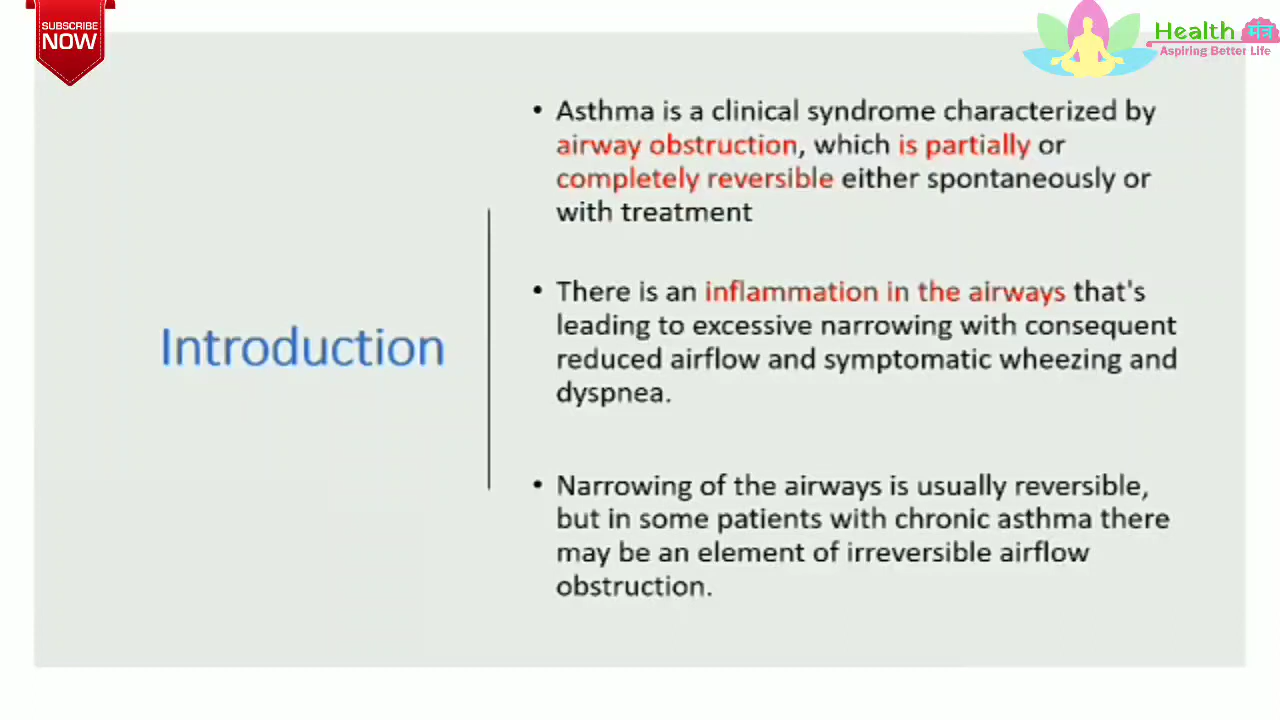 SUBSCRIBE
NOW
Health मंत्र
Aspiring Better Life
• Asthma is a clinical syndrome characterized by
airway obstruction, which is partially or
completely reversible either spontaneously or
with treatment
• There is an inflammation in the airways that's
leading to excessive narrowing with consequent
reduced airflow and symptomatic wheezing and
dyspnea.
Introduction
• Narrowing of the airways is usually reversible,
but in some patients with chronic asthma there
may be an element of irreversible airflow
obstruction.